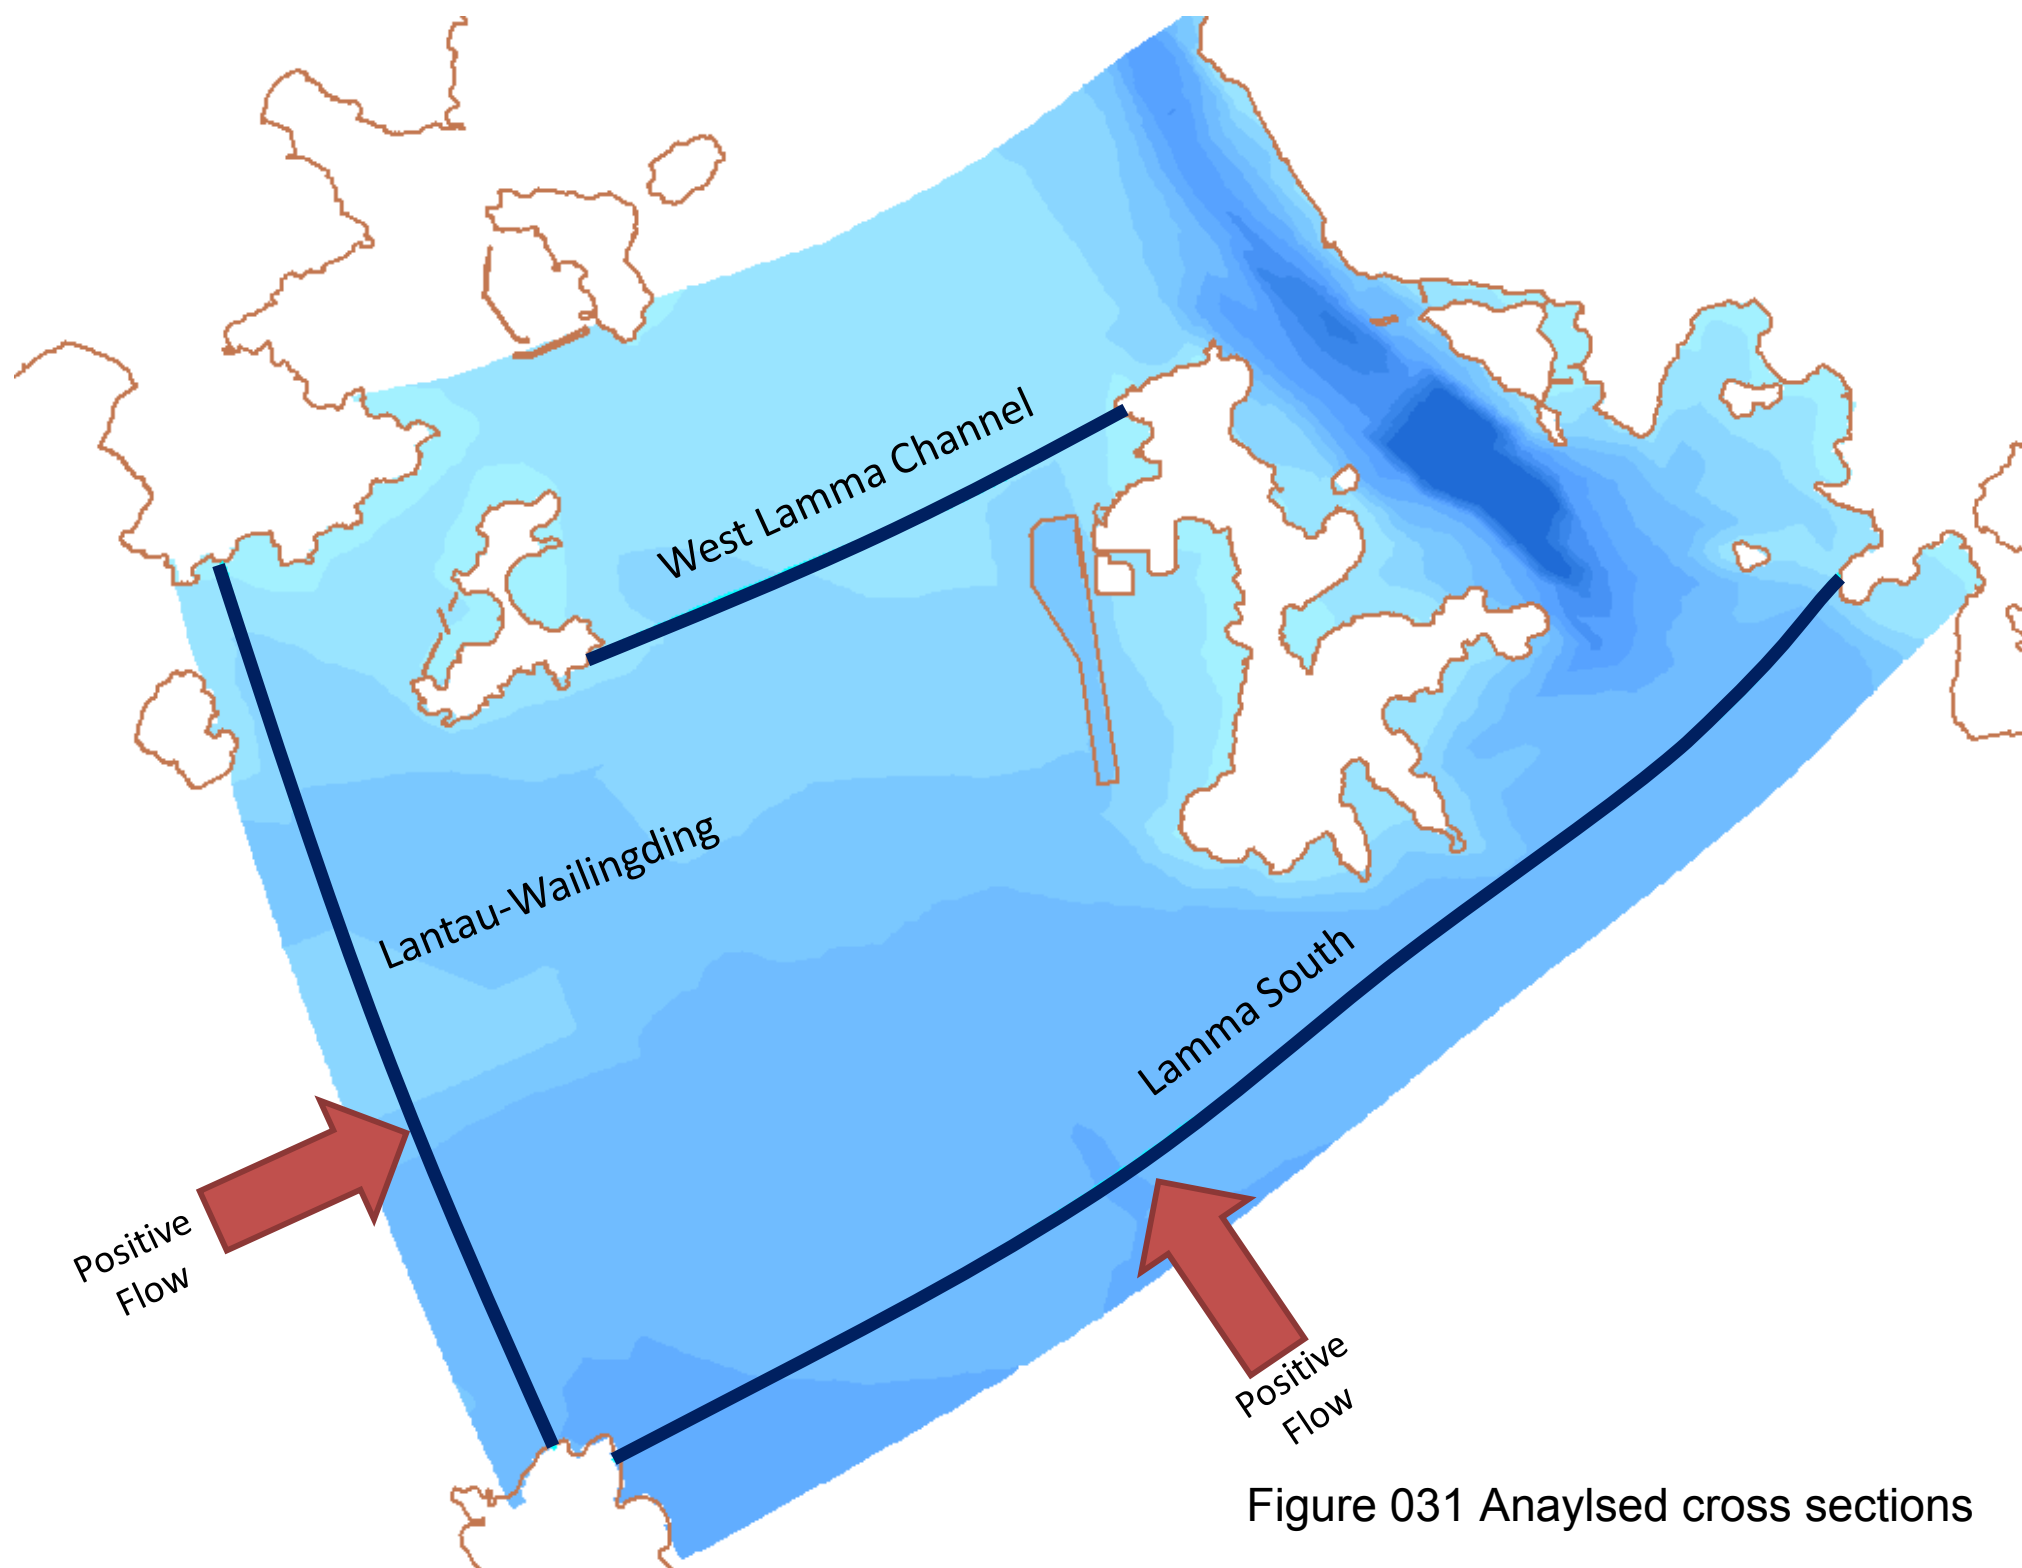 West Lamma Channel
Lantau-Wailingding
Lamma South
Positive
Flow
Positive
Flow
Figure 031 Anaylsed cross sections